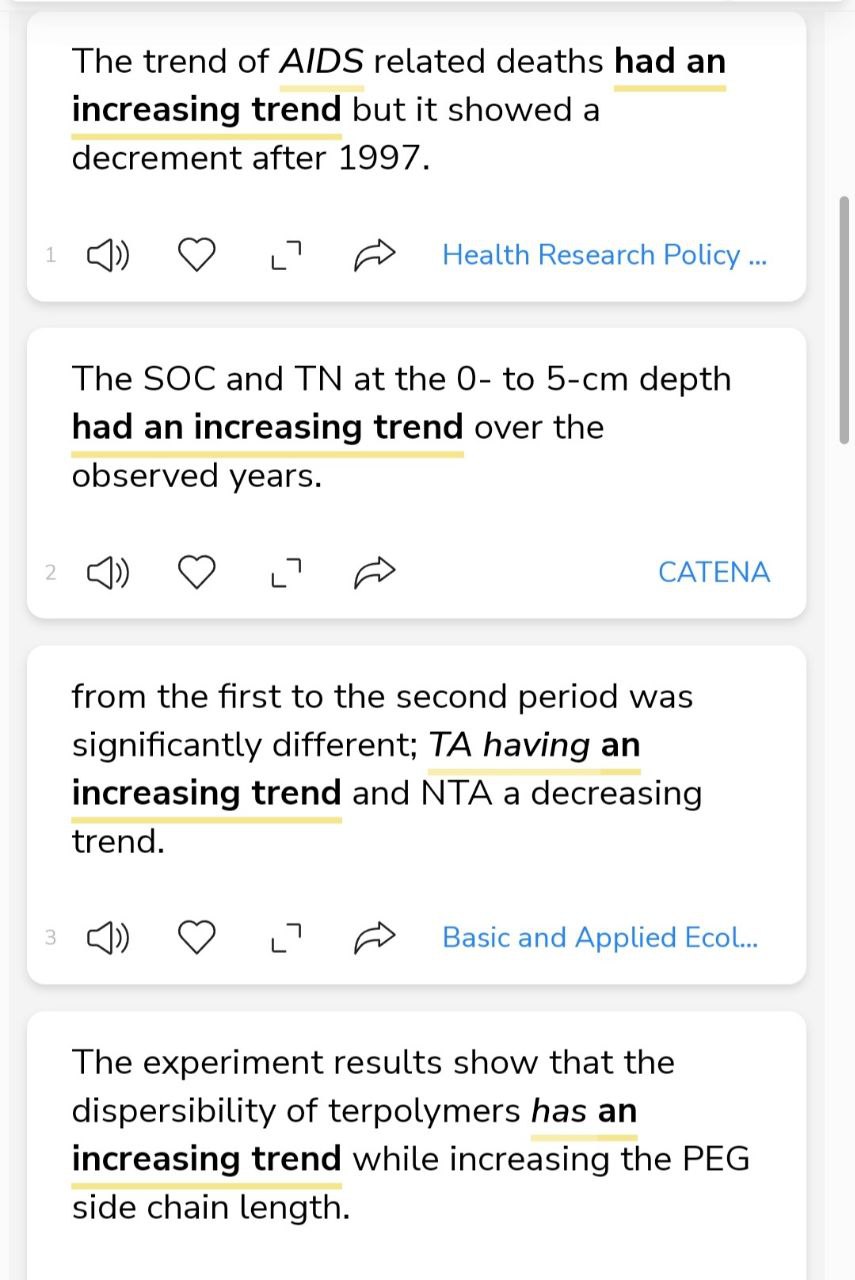 The trend of AIDS related deaths had an
increasing trend but it showed a
decrement after 1997.
1 Health Research Policy ...
The SOC and TN at the 0- to 5-cm depth
had an increasing trend over the
observed years.
2 CATENA
from the first to the second period was
significantly different; TA having an
increasing trend and NTA a decreasing
trend.
3 Basic and Applied Ecol...
The experiment results show that the
dispersibility of terpolymers has an
increasing trend while increasing the PEG
side chain length.